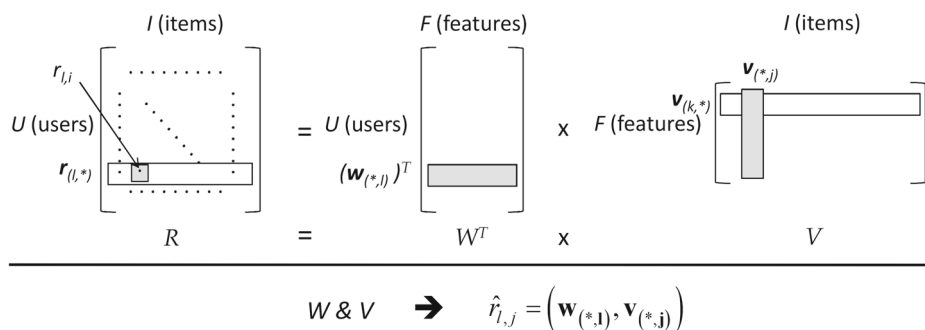 I (items) F (features) I (items)
r_{l,i} v_{(*,j)}
v_{(k,*)}
U (users) = U (users) x F (features)
r_{(l,*)} (w_{(*,l)})^T
R = W^T x V
W & V ➔ r̂_{l,j} = (w_{(*,l)}, v_{(*,j)})